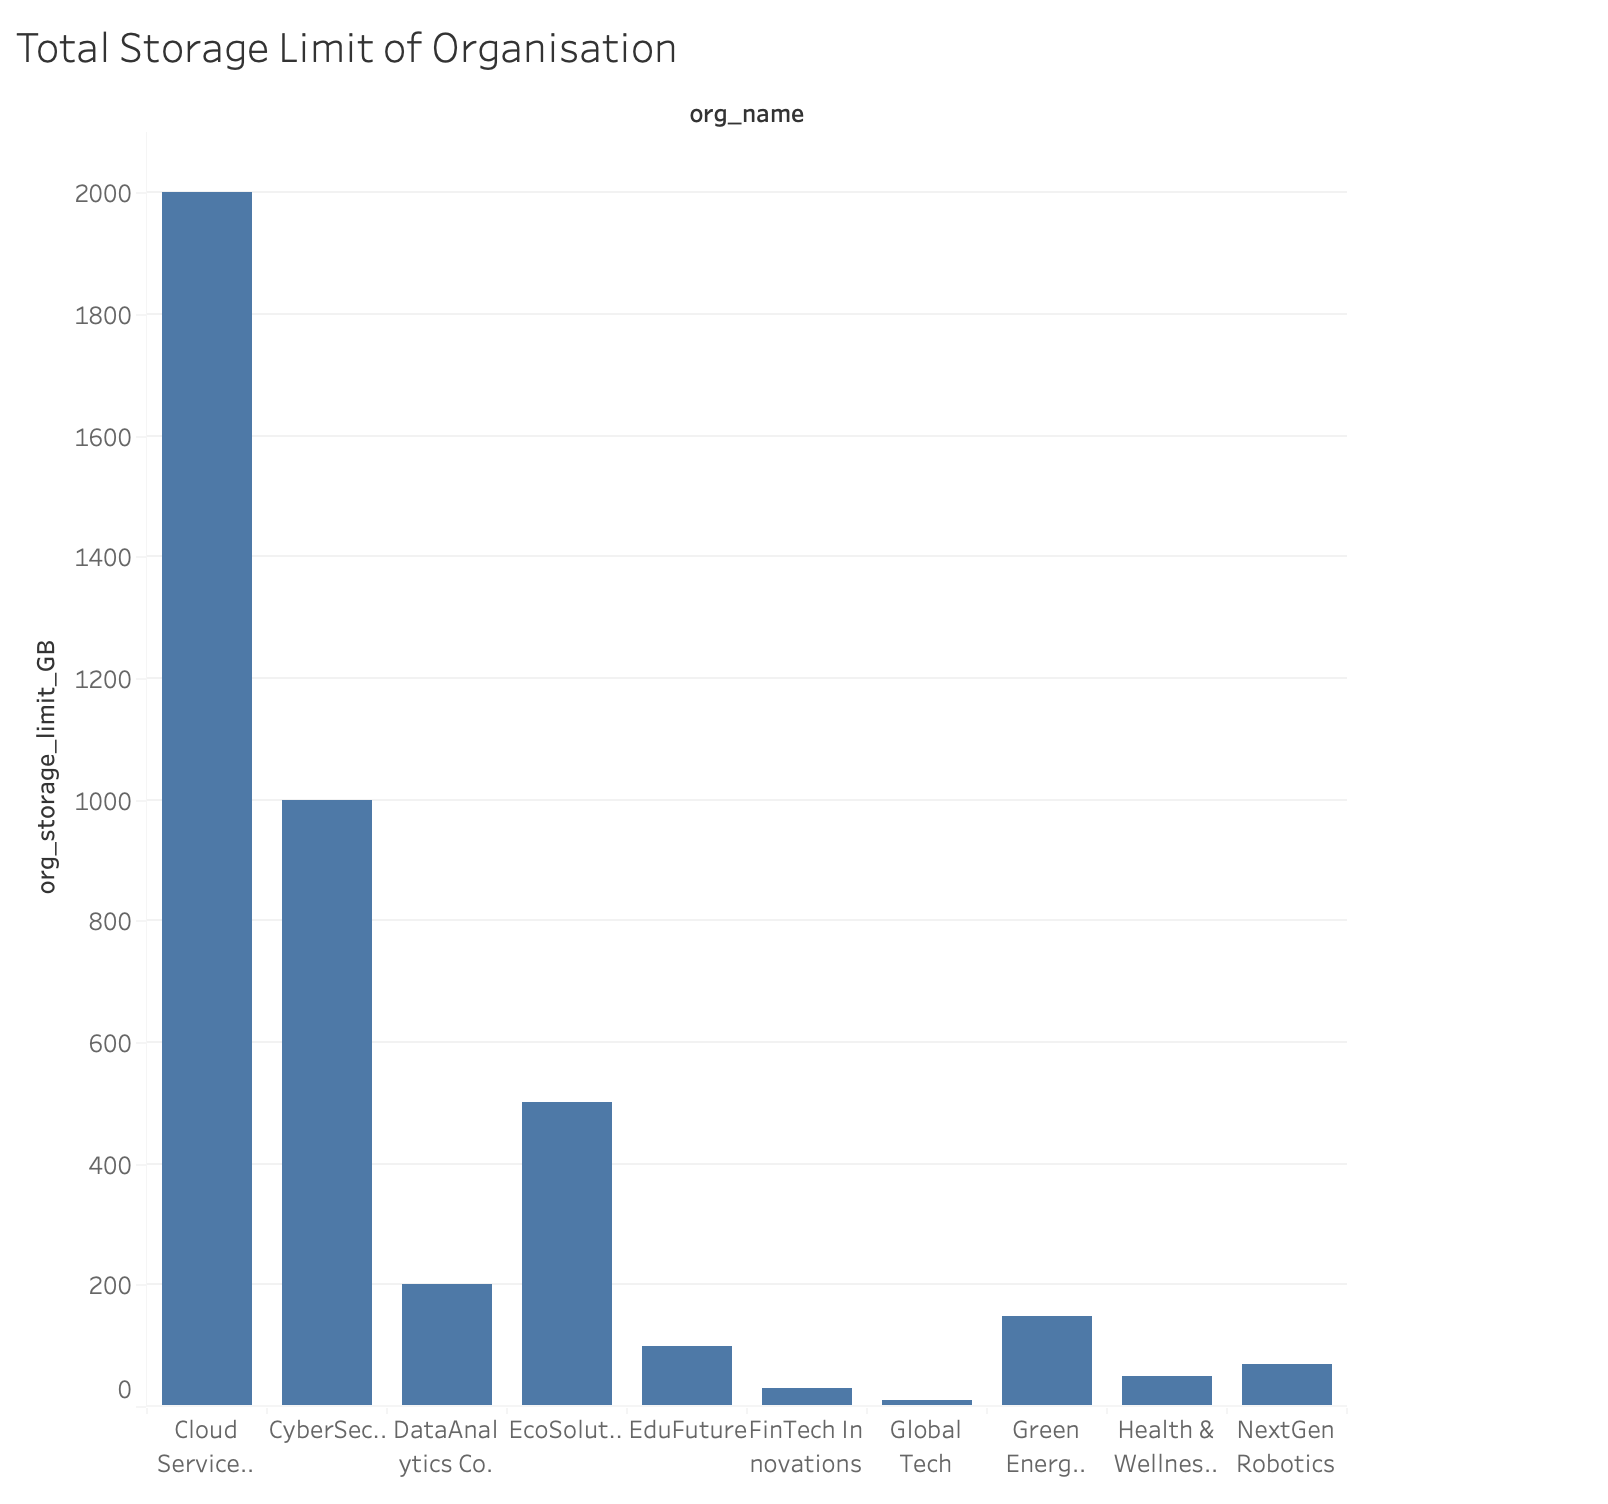 Total Storage Limit of Organisation
org_name
org_storage_limit_GB
2000
1800
1600
1400
1200
1000
800
600
400
200
0
Cloud
Service..
CyberSec..
DataAnal
ytics Co.
EcoSolut..
EduFuture
FinTech In
novations
Global
Tech
Green
Energ..
Health &
Wellnes..
NextGen
Robotics